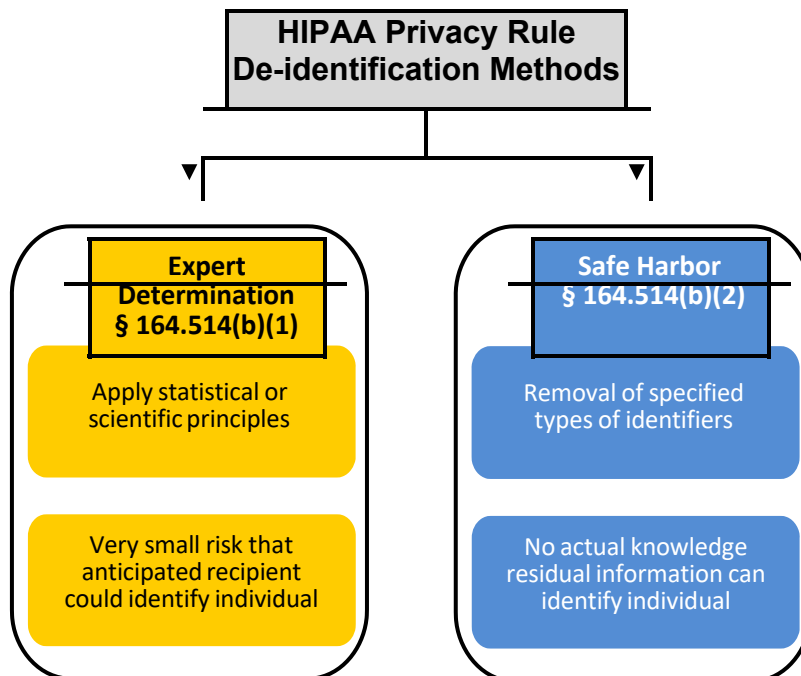 HIPAA Privacy Rule
De-identification Methods
Expert
Determination
§ 164.514(b)(1)
Apply statistical or
scientific principles
Very small risk that
anticipated recipient
could identify individual
Safe Harbor
§ 164.514(b)(2)
Removal of specified
types of identifiers
No actual knowledge
residual information can
identify individual